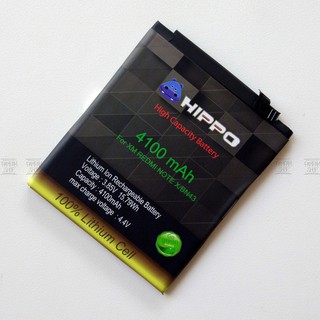 HIPPO
High Capacity Battery
4100 mAh
For XM REDMI NOTE X/BN43
Lithium Ion Rechargeable Battery
Voltage : 3.85V 15.79Wh
Capacity : 4100mAh
max charge voltage : 4.4V
100% Lithium Cell